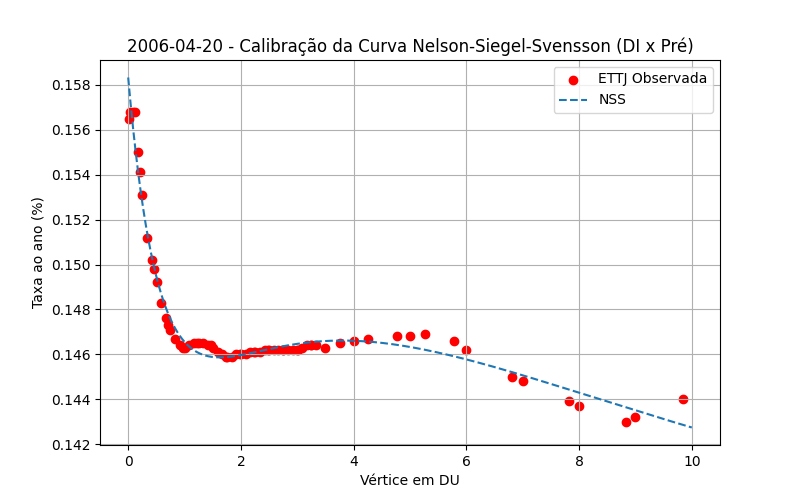 2006-04-20 - Calibração da Curva Nelson-Siegel-Svensson (DI x Pré)
ETTJ Observada
NSS
Taxa ao ano (%)
0.158
0.156
0.154
0.152
0.150
0.148
0.146
0.144
0.142
0 2 4 6 8 10
Vértice em DU